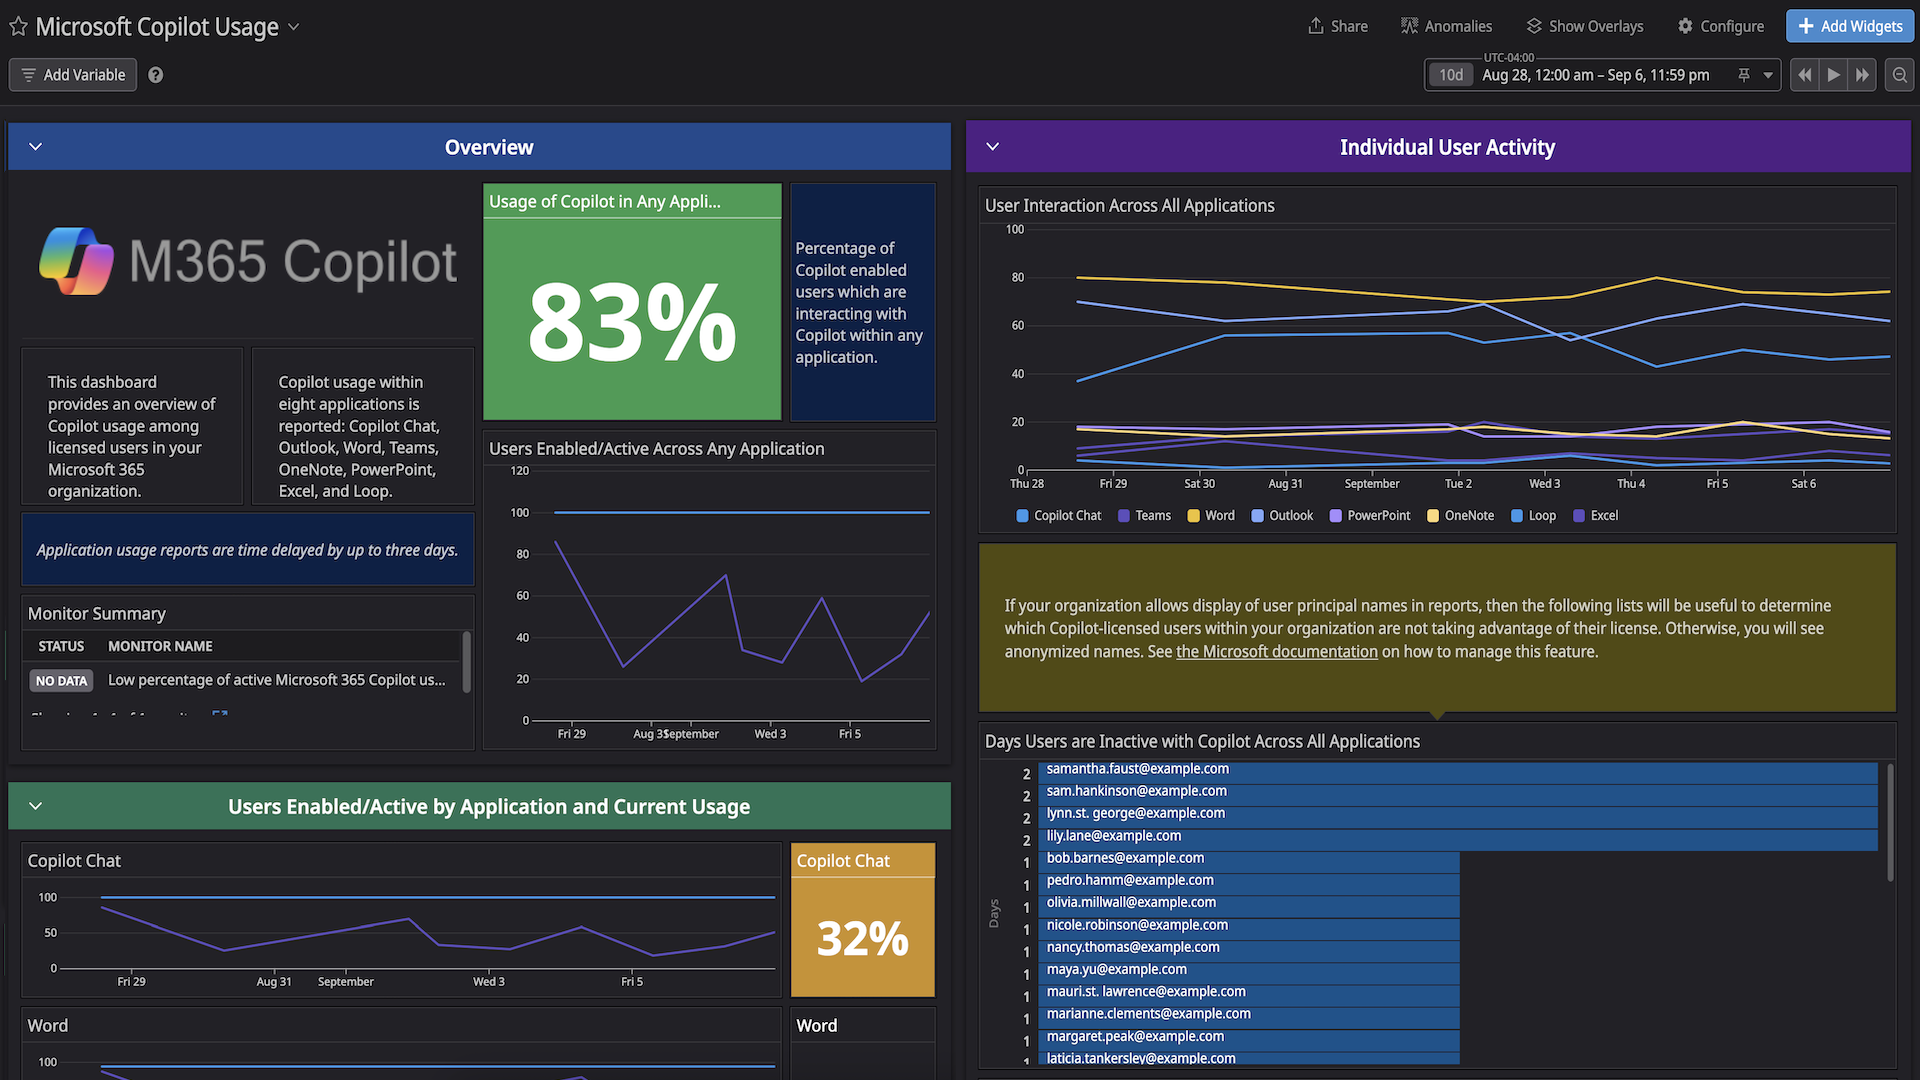 Microsoft Copilot Usage
Share
Anomalies
Show Overlays
Configure
Add Widgets
Add Variable
?
UTC-04:00
10d
Aug 28, 12:00 am – Sep 6, 11:59 pm
Overview
M365 Copilot
This dashboard
provides an overview of
Copilot usage among
licensed users in your
Microsoft 365
organization.
Copilot usage within
eight applications is
reported: Copilot Chat,
Outlook, Word, Teams,
OneNote, PowerPoint,
Excel, and Loop.
Application usage reports are time delayed by up to three days.
Monitor Summary
STATUS MONITOR NAME
NO DATA Low percentage of active Microsoft 365 Copilot us...
Usage of Copilot in Any Appli...
83%
Percentage of
Copilot enabled
users which are
interacting with
Copilot within any
application.
Users Enabled/Active Across Any Application
120
100
80
60
40
20
0
Fri 29
Aug 31
September
Wed 3
Fri 5
Users Enabled/Active by Application and Current Usage
Copilot Chat
100
50
0
Fri 29
Aug 31
September
Wed 3
Fri 5
Copilot Chat
32%
Word
100
Word
Individual User Activity
User Interaction Across All Applications
100
80
60
40
20
0
Thu 28
Fri 29
Sat 30
Aug 31
September
Tue 2
Wed 3
Thu 4
Fri 5
Sat 6
Copilot Chat
Teams
Word
Outlook
PowerPoint
OneNote
Loop
Excel
If your organization allows display of user principal names in reports, then the following lists will be useful to determine
which Copilot-licensed users within your organization are not taking advantage of their license. Otherwise, you will see
anonymized names. See the Microsoft documentation on how to manage this feature.
Days Users are Inactive with Copilot Across All Applications
Days
2 samantha.faust@example.com
2 sam.hankinson@example.com
2 lynn.st. george@example.com
2 lily.lane@example.com
1 bob.barnes@example.com
1 pedro.hamm@example.com
1 olivia.millwall@example.com
1 nicole.robinson@example.com
1 nancy.thomas@example.com
1 maya.yu@example.com
1 mauri.st. lawrence@example.com
1 marianne.clements@example.com
1 margaret.peak@example.com
1 laticia.tankersley@example.com